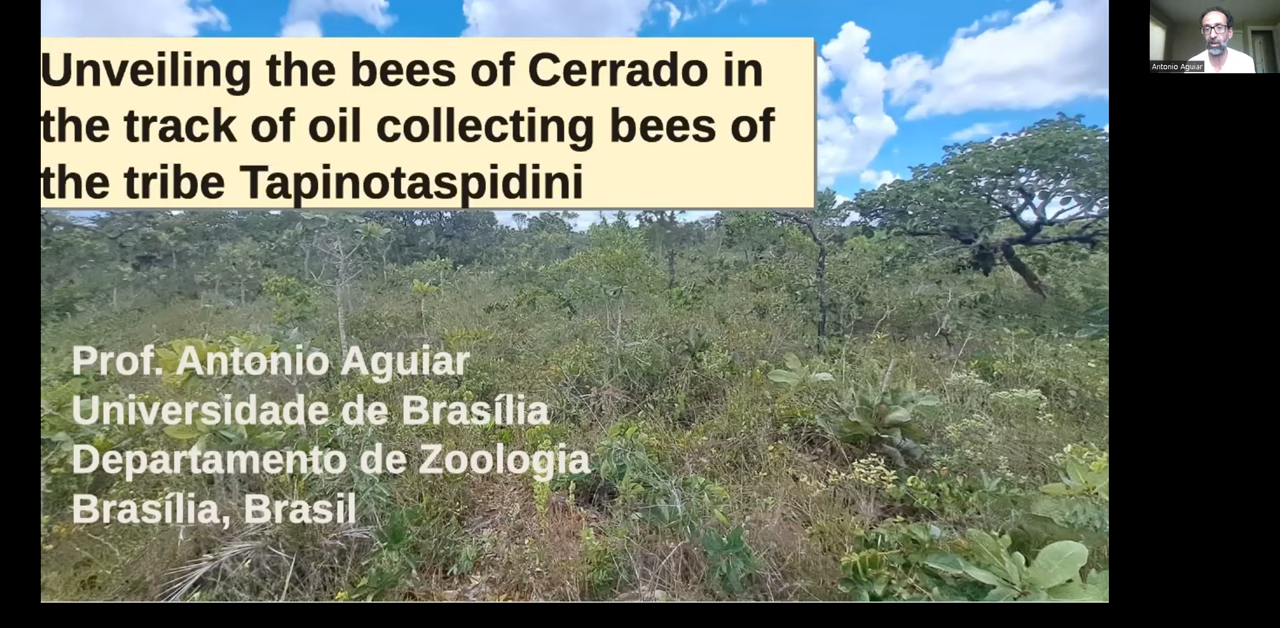 Unveiling the bees of Cerrado in
the track of oil collecting bees of
the tribe Tapinotaspidini
Prof. Antonio Aguiar
Universidade de Brasília
Departamento de Zoologia
Brasília, Brasil
Antonio Aguiar